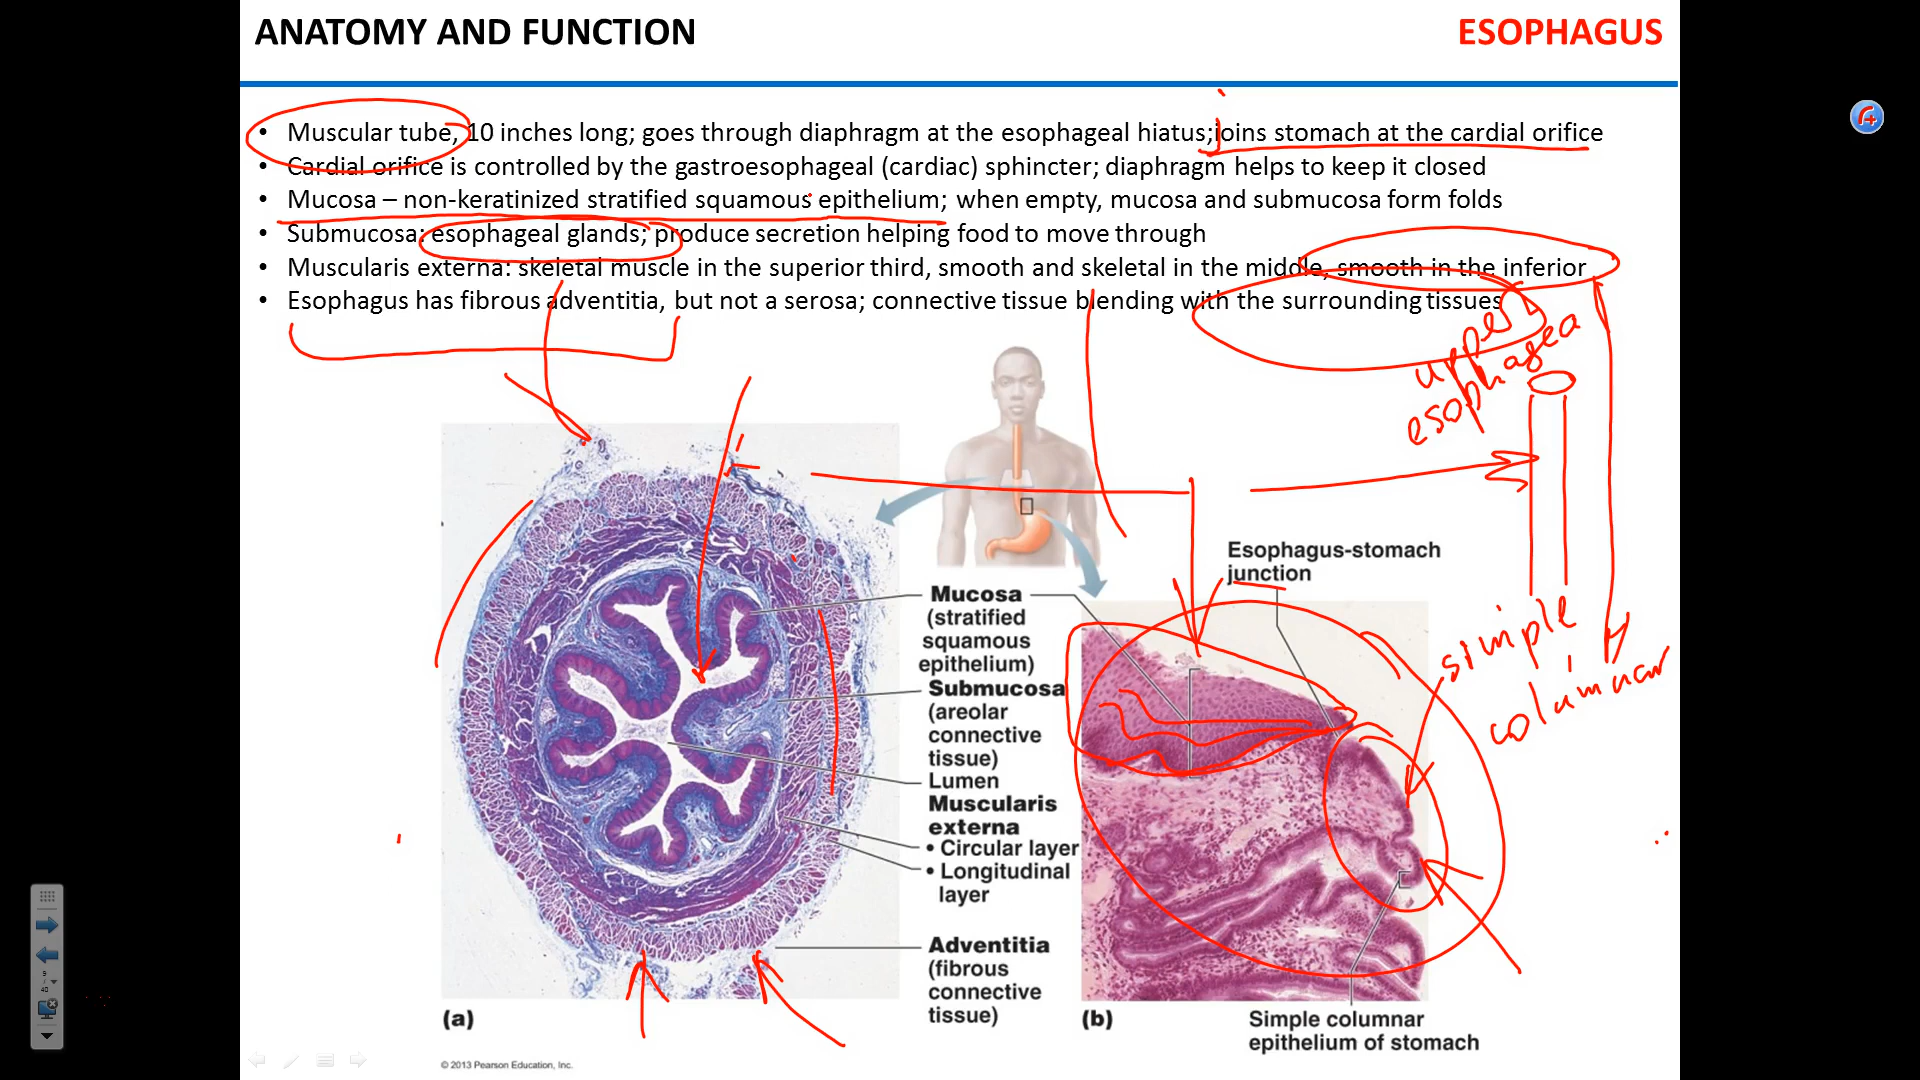 ANATOMY AND FUNCTION
ESOPHAGUS
• Muscular tube, 10 inches long; goes through diaphragm at the esophageal hiatus;joins stomach at the cardial orifice
• Cardial orifice is controlled by the gastroesophageal (cardiac) sphincter; diaphragm helps to keep it closed
• Mucosa – non-keratinized stratified squamous epithelium; when empty, mucosa and submucosa form folds
• Submucosa: esophageal glands; produce secretion helping food to move through
• Muscularis externa: skeletal muscle in the superior third, smooth and skeletal in the middle, smooth in the inferior
• Esophagus has fibrous adventitia, but not a serosa; connective tissue blending with the surrounding tissues
upper
esophagea
Esophagus-stomach
junction
Mucosa
(stratified
squamous
epithelium)
Submucosa
(areolar
connective
tissue)
Lumen
Muscularis
externa
• Circular layer
• Longitudinal
layer
Adventitia
(fibrous
connective
tissue)
simple
columnar
(a)
(b)
Simple columnar
epithelium of stomach
© 2013 Pearson Education, Inc.